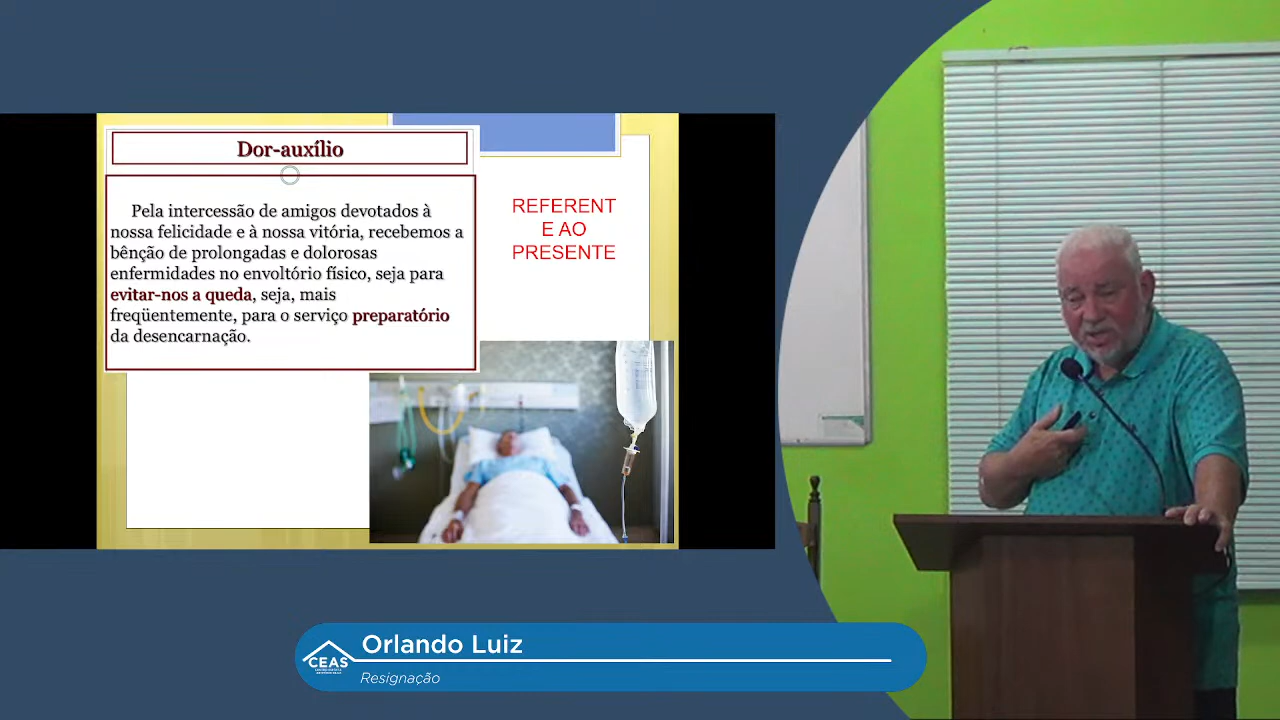 Dor-auxílio
Pela intercessão de amigos devotados à
nossa felicidade e à nossa vitória, recebemos a
bênção de prolongadas e dolorosas
enfermidades no envoltório físico, seja para
evitar-nos a queda, seja, mais
freqüentemente, para o serviço preparatório
da desencarnação.
REFERENT
E AO
PRESENTE
Orlando Luiz
CEAS
Resignação